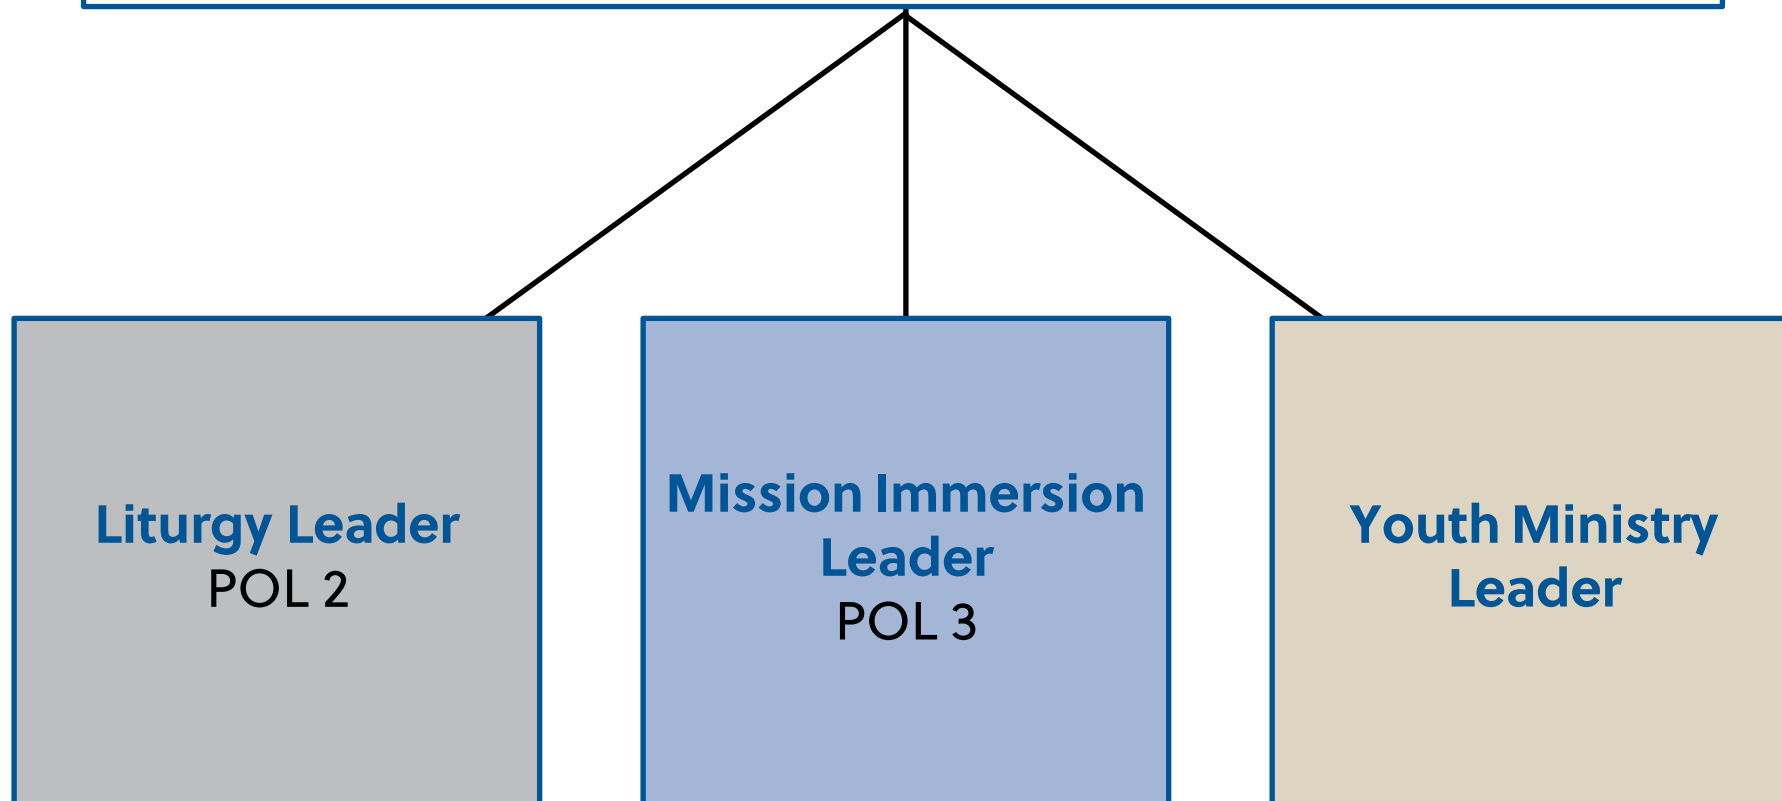 Liturgy Leader
POL 2
Mission Immersion
Leader
POL 3
Youth Ministry
Leader